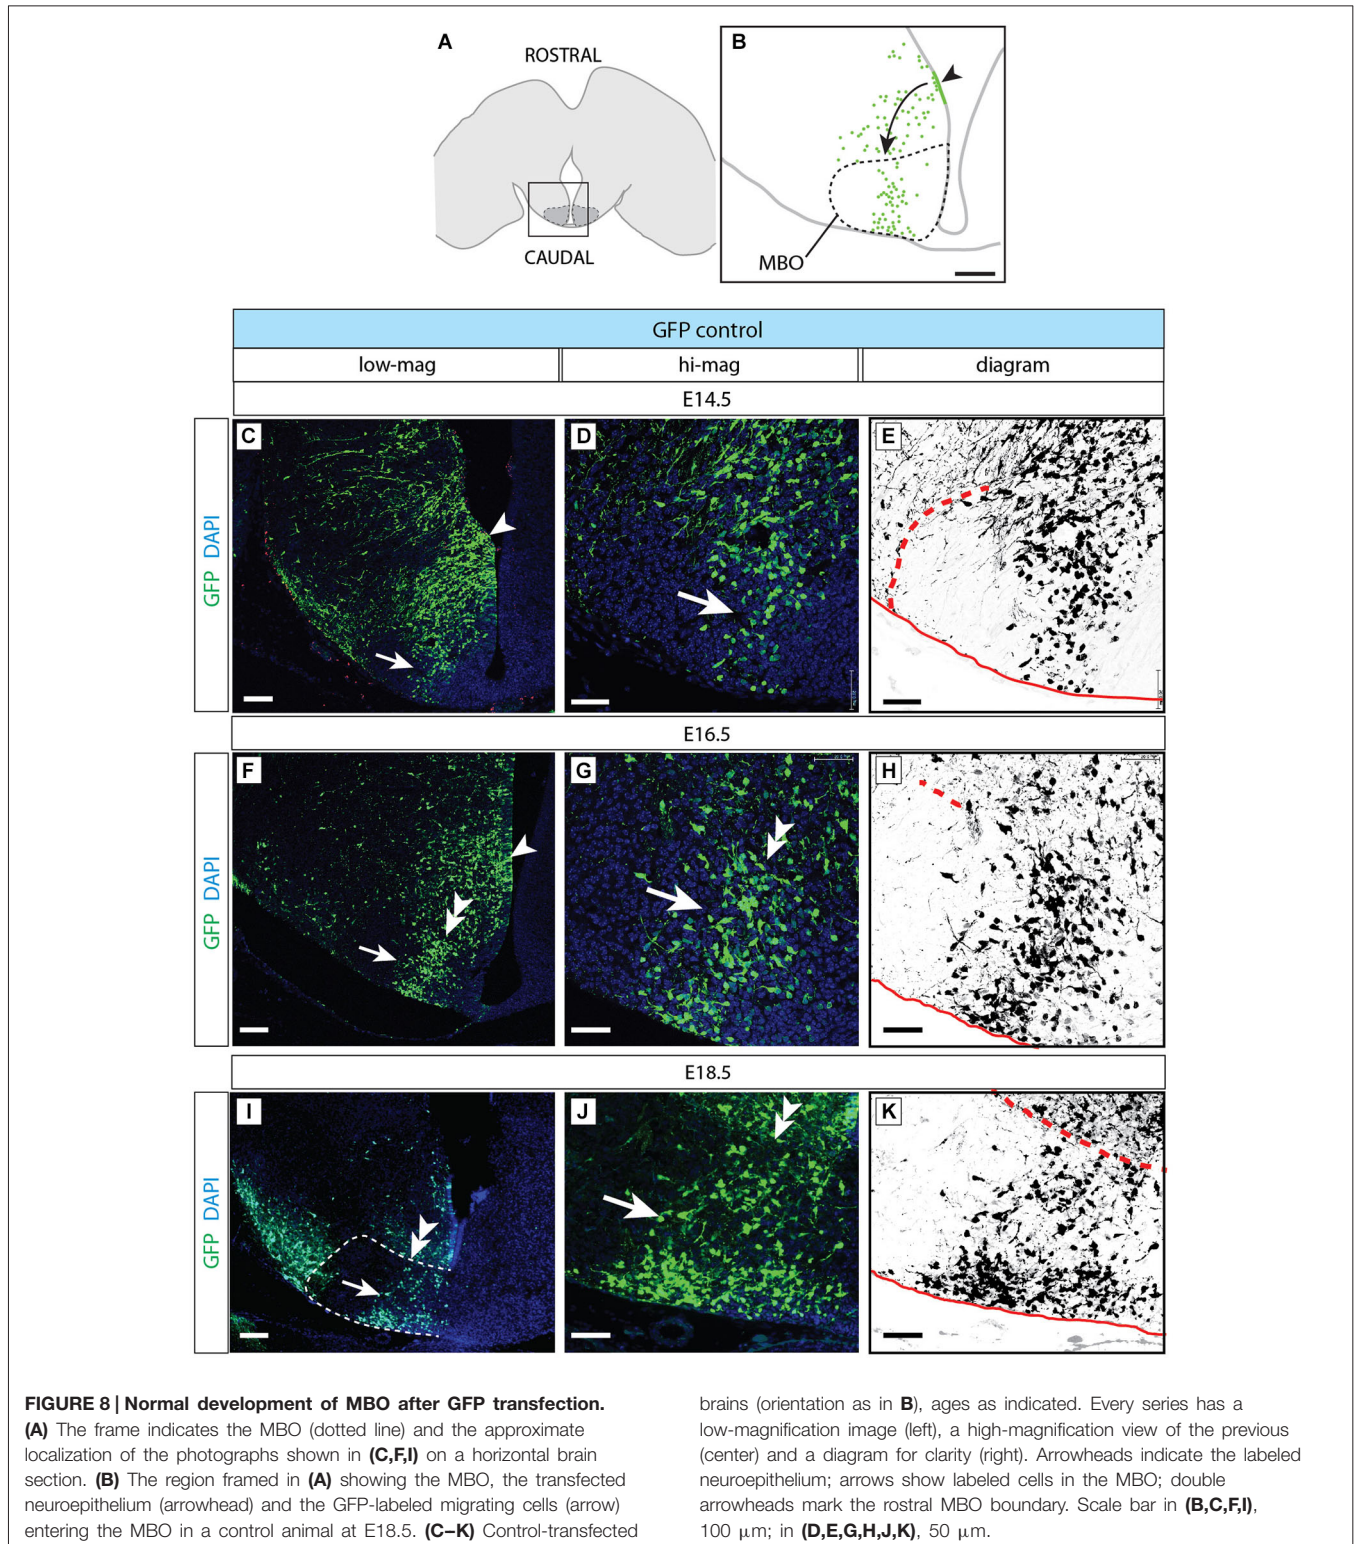 A
ROSTRAL
CAUDAL
B
MBO
GFP control
low-mag
hi-mag
diagram
E14.5
GFP DAPI
C
D
E
E16.5
GFP DAPI
F
G
H
E18.5
GFP DAPI
I
J
K
FIGURE 8 | Normal development of MBO after GFP transfection.
(A) The frame indicates the MBO (dotted line) and the approximate
localization of the photographs shown in (C,F,I) on a horizontal brain
section. (B) The region framed in (A) showing the MBO, the transfected
neuroepithelium (arrowhead) and the GFP-labeled migrating cells (arrow)
entering the MBO in a control animal at E18.5. (C–K) Control-transfected
brains (orientation as in B), ages as indicated. Every series has a
low-magnification image (left), a high-magnification view of the previous
(center) and a diagram for clarity (right). Arrowheads indicate the labeled
neuroepithelium; arrows show labeled cells in the MBO; double
arrowheads mark the rostral MBO boundary. Scale bar in (B,C,F,I),
100 μm; in (D,E,G,H,J,K), 50 μm.